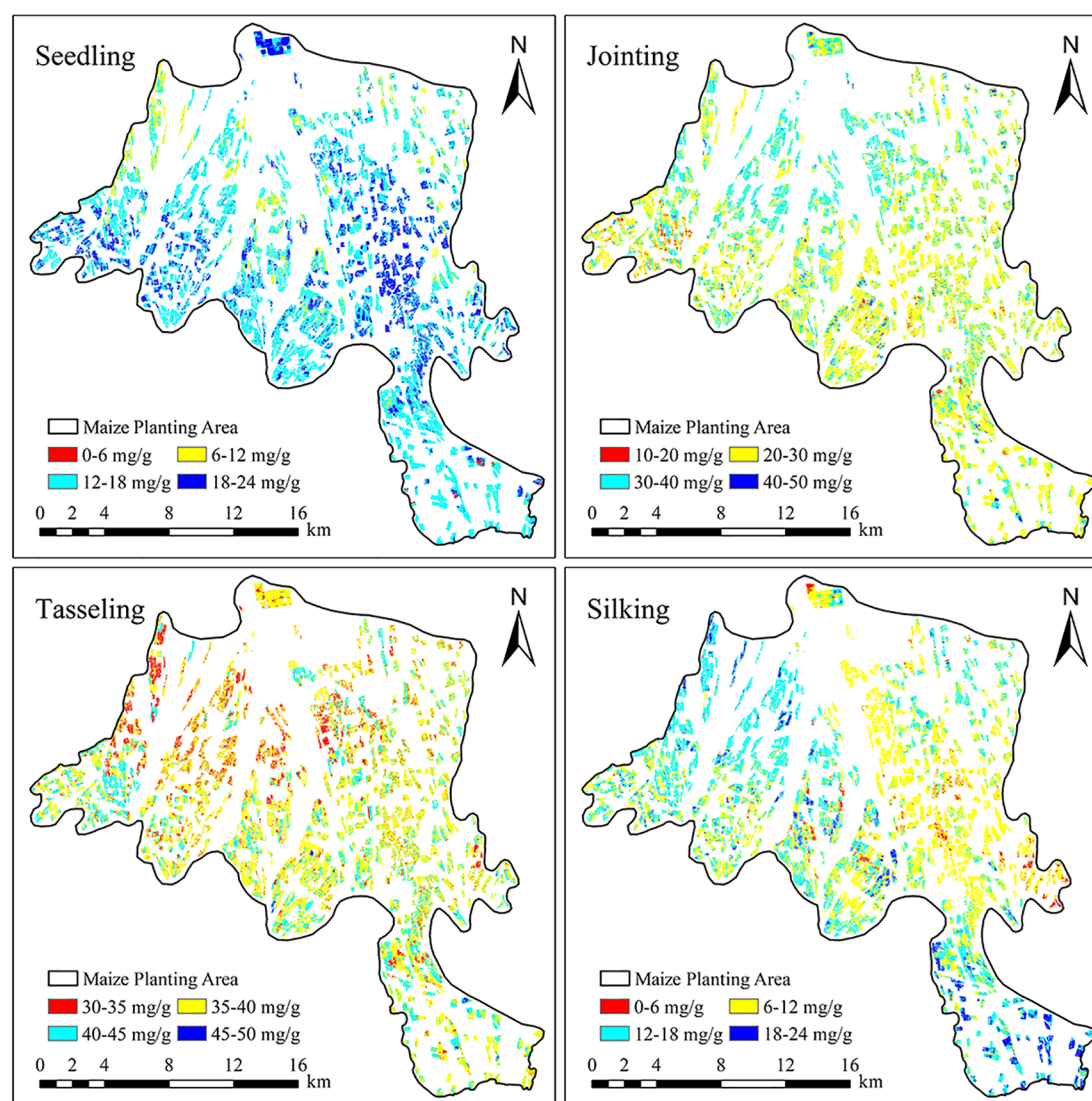 Seedling
N
Maize Planting Area
0-6 mg/g 6-12 mg/g
12-18 mg/g 18-24 mg/g
0 2 4 8 12 16
km
Jointing
N
Maize Planting Area
10-20 mg/g 20-30 mg/g
30-40 mg/g 40-50 mg/g
0 2 4 8 12 16
km
Tasseling
N
Maize Planting Area
30-35 mg/g 35-40 mg/g
40-45 mg/g 45-50 mg/g
0 2 4 8 12 16
km
Silking
N
Maize Planting Area
0-6 mg/g 6-12 mg/g
12-18 mg/g 18-24 mg/g
0 2 4 8 12 16
km